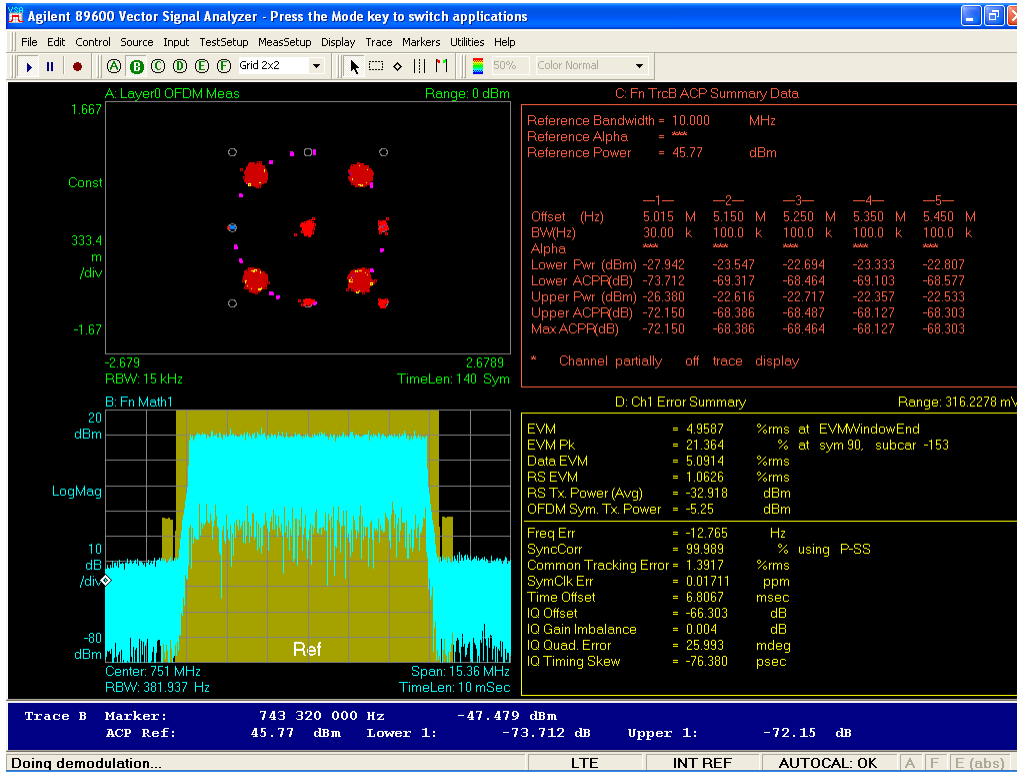 VSA
Agilent 89600 Vector Signal Analyzer - Press the Mode key to switch applications
File Edit Control Source Input TestSetup MeasSetup Display Trace Markers Utilities Help
A B C D E F Grid 2x2 50% Color Normal
A: Layer0 OFDM Meas Range: 0 dBm
1.667
Const
333.4
m
/div
-1.67
-2.679 2.6789
RBW: 15 kHz TimeLen: 140 Sym
C: Fn TrcB ACP Summary Data
Reference Bandwidth = 10.000 MHz
Reference Alpha = ***
Reference Power = 45.77 dBm
—1— —2— —3— —4— —5—
Offset (Hz) 5.015 M 5.150 M 5.250 M 5.350 M 5.450 M
BW(Hz) 30.00 k 100.0 k 100.0 k 100.0 k 100.0 k
Alpha *** *** *** *** ***
Lower Pwr (dBm) -27.942 -23.547 -22.694 -23.333 -22.807
Lower ACPR(dB) -73.712 -69.317 -68.464 -69.103 -68.577
Upper Pwr (dBm) -26.380 -22.616 -22.717 -22.357 -22.533
Upper ACPR(dB) -72.150 -68.386 -68.487 -68.127 -68.303
Max ACPR(dB) -72.150 -68.386 -68.464 -68.127 -68.303
* Channel partially off trace display
B: Fn Math1
20
dBm
LogMag
10
dB
/div
-80
dBm
Ref
Center: 751 MHz Span: 15.36 MHz
RBW: 381.937 Hz TimeLen: 10 mSec
D: Ch1 Error Summary Range: 316.2278 mV
EVM = 4.9587 %rms at EVMWindowEnd
EVM Pk = 21.364 % at sym 90, subcar -153
Data EVM = 5.0914 %rms
RS EVM = 1.0626 %rms
RS Tx. Power (Avg) = -32.918 dBm
OFDM Sym. Tx. Power = -5.25 dBm
Freq Err = -12.765 Hz
SyncCorr = 99.989 % using P-SS
Common Tracking Error = 1.3917 %rms
SymClk Err = 0.01711 ppm
Time Offset = 6.8067 msec
IQ Offset = -66.303 dB
IQ Gain Imbalance = 0.004 dB
IQ Quad. Error = 25.993 mdeg
IQ Timing Skew = -76.380 psec
Trace B Marker: 743 320 000 Hz -47.479 dBm
ACP Ref: 45.77 dBm Lower 1: -73.712 dB Upper 1: -72.15 dB
Doing demodulation... LTE INT REF AUTOCAL: OK A F E (abs)